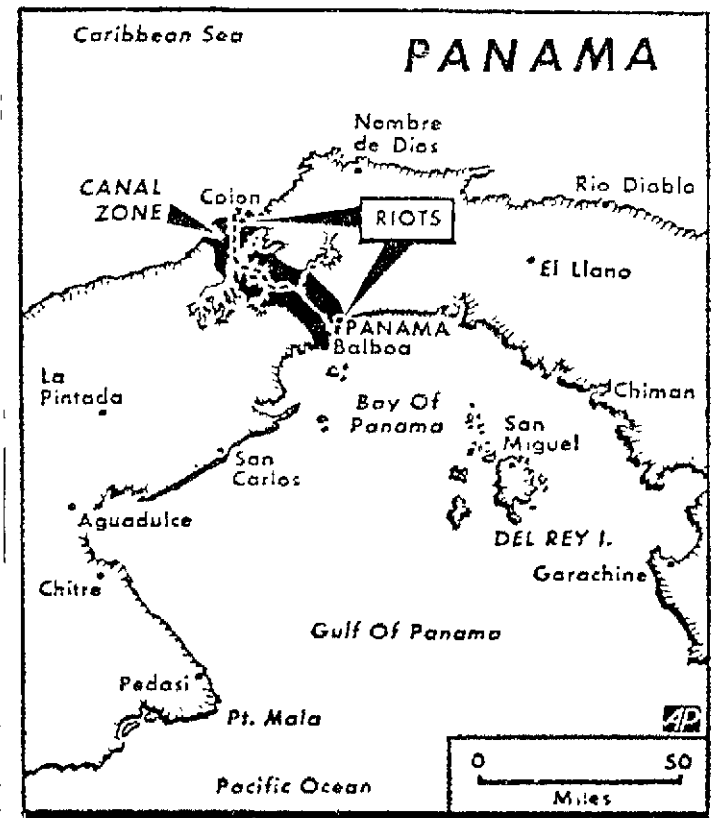 Caribbean Sea
PANAMA
Nombre
de Dios
CANAL
ZONE
Colon
Rio Diablo
RIOTS
El Llano
PANAMA
Balboa
La
Pintada
Bay Of
Panama
Chiman
San
Miguel
San
Carlos
Aguadulce
DEL REY I.
Garachine
Chitre
Gulf Of Panama
Pedasi
Pt. Mala
AP
0 50
Miles
Pacific Ocean